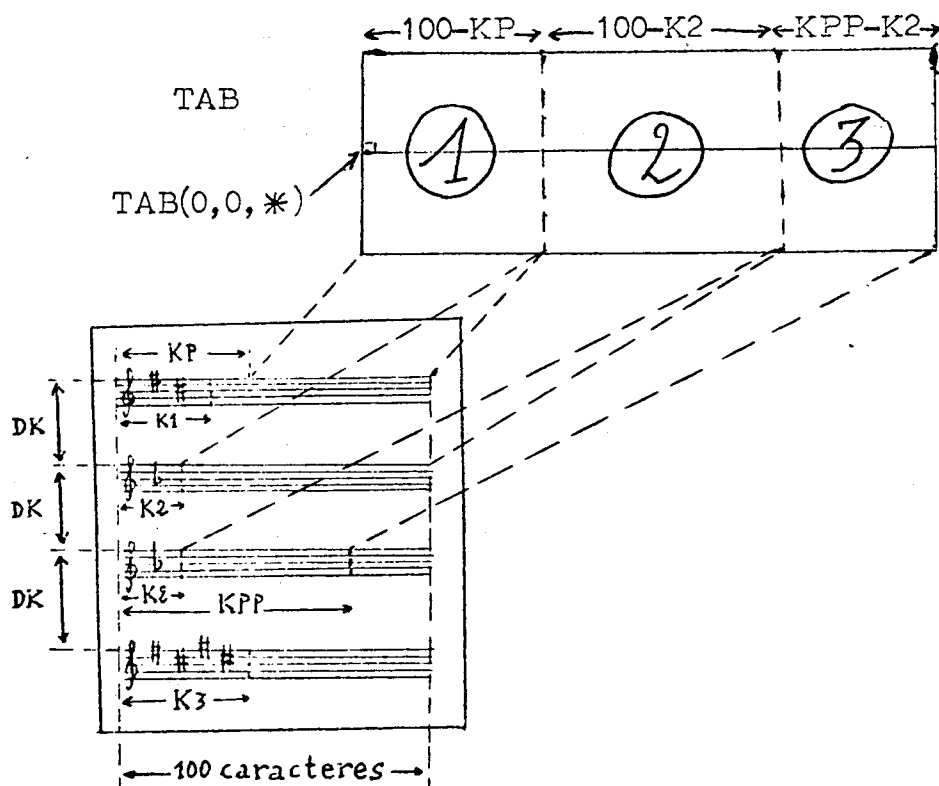 100-KP 100-K2 KPP-K2
TAB
1 2 3
TAB(0,0,*)
KP
DK
K1
DK
K2
DK
K2
KPP
K3
100 caracteres